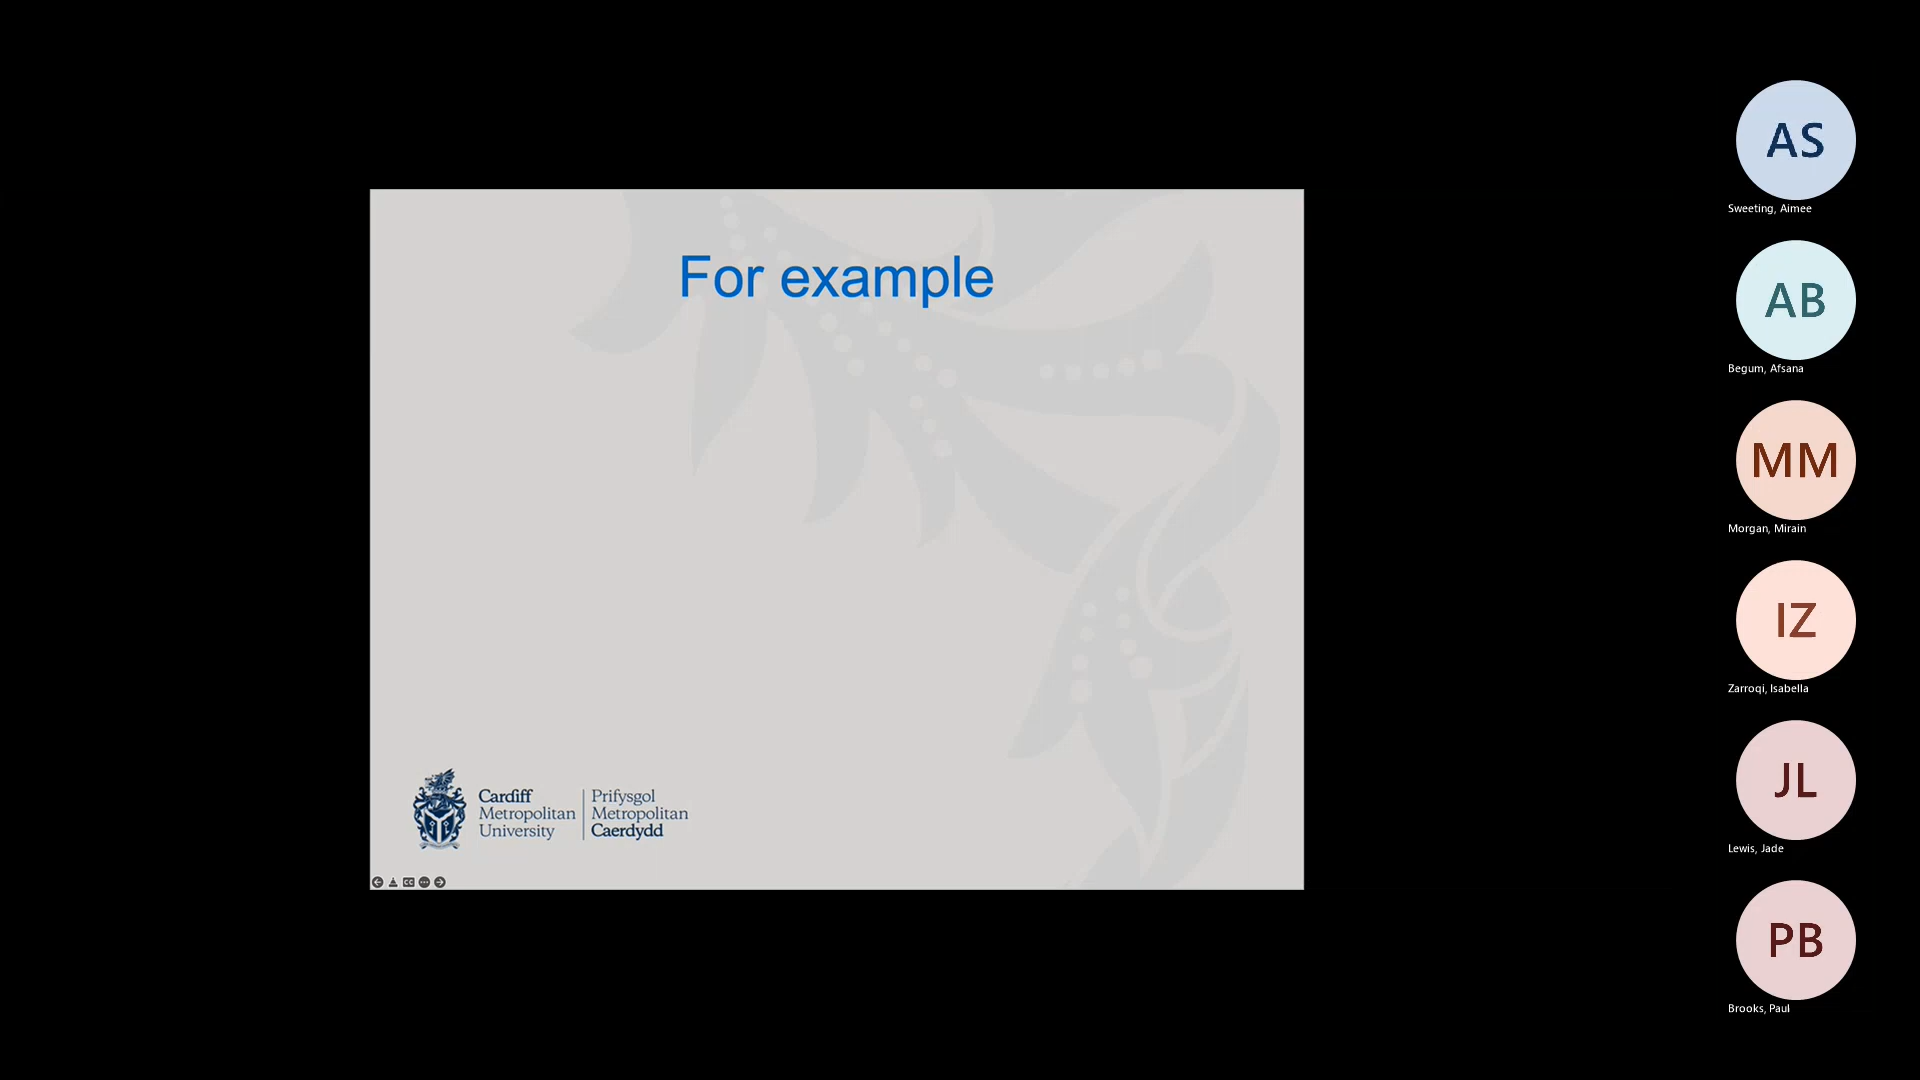 For example
Cardiff
Metropolitan
University
Prifysgol
Metropolitan
Caerdydd
CC
AS
Sweeting, Aimee
AB
Begum, Afsana
MM
Morgan, Mirain
IZ
Zarroqi, Isabella
JL
Lewis, Jade
PB
Brooks, Paul